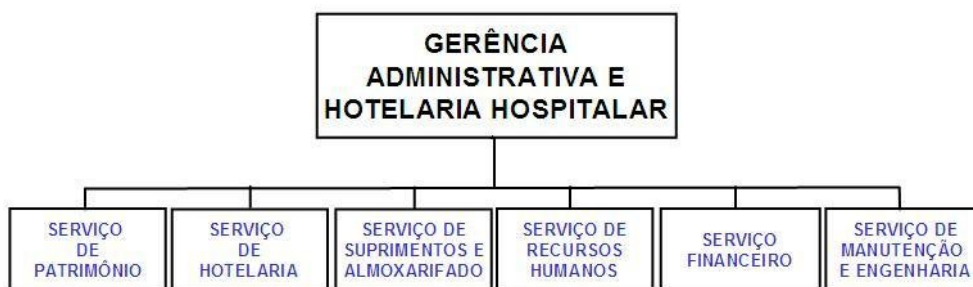 GERÊNCIA
ADMINISTRATIVA E
HOTELARIA HOSPITALAR
SERVIÇO
DE
PATRIMÔNIO
SERVIÇO
DE
HOTELARIA
SERVIÇO DE
SUPRIMENTOS E
ALMOXARIFADO
SERVIÇO DE
RECURSOS
HUMANOS
SERVIÇO
FINANCEIRO
SERVIÇO DE
MANUTENÇÃO
E ENGENHARIA